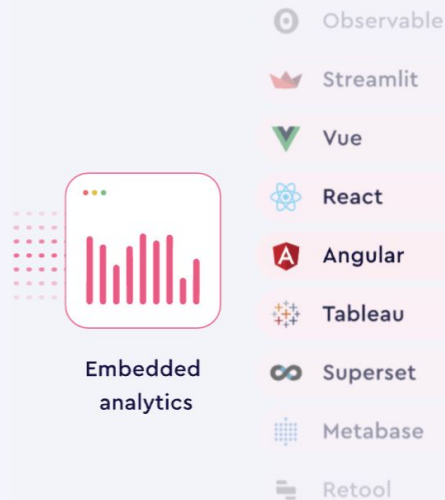 Observable
Streamlit
Vue
React
Angular
Tableau
Superset
Metabase
Retool
Embedded
analytics